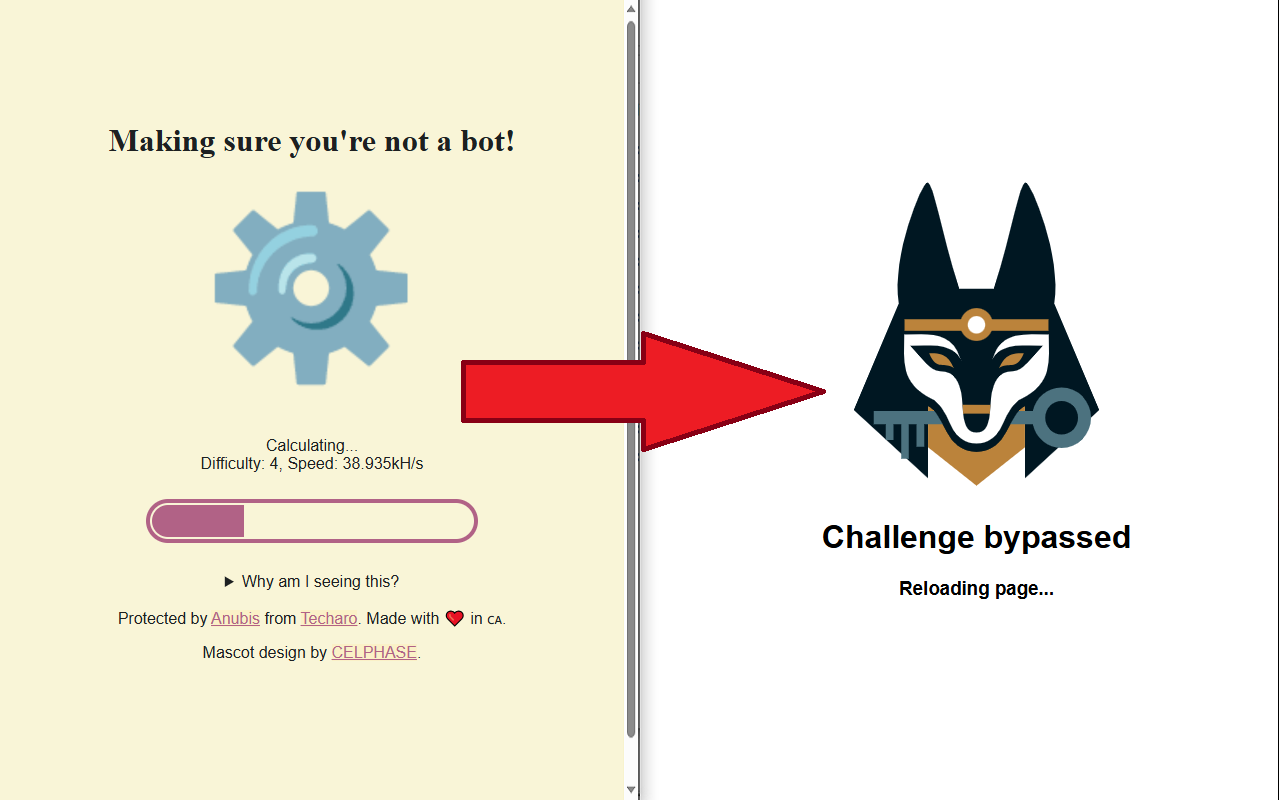 Making sure you're not a bot!
Calculating...
Difficulty: 4, Speed: 38.935kH/s
▶ Why am I seeing this?
Protected by Anubis from Techaro. Made with ❤️ in ᴄᴀ.
Mascot design by CELPHASE.
Challenge bypassed
Reloading page...